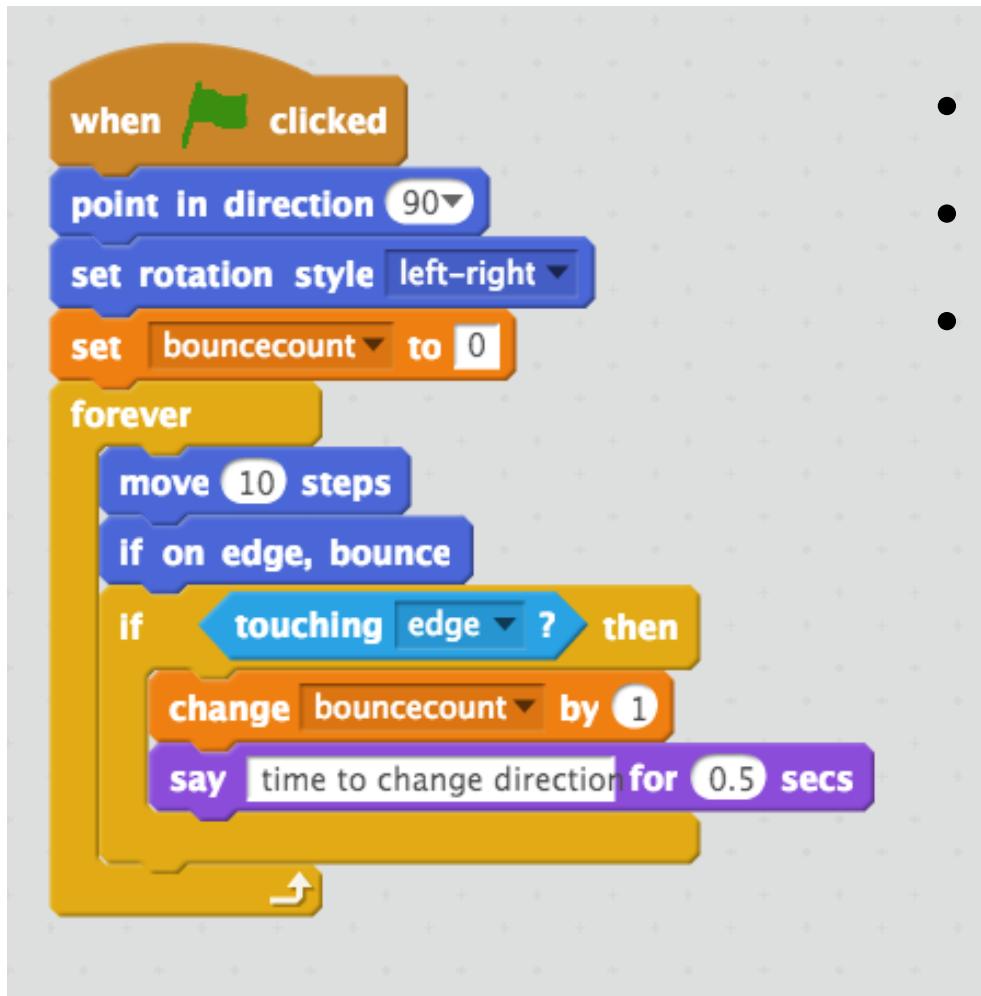 when clicked
point in direction 90
set rotation style left-right
set bouncecount to 0
forever
move 10 steps
if on edge, bounce
if touching edge ? then
change bouncecount by 1
say time to change direction for 0.5 secs